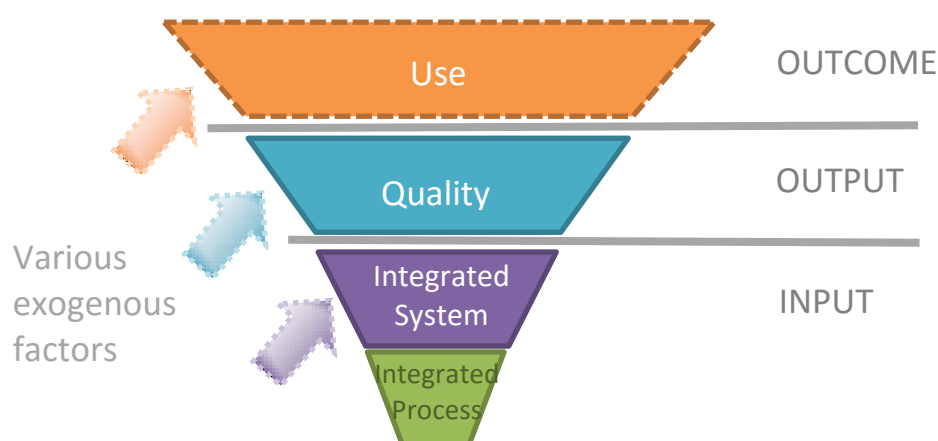 Use
OUTCOME
Quality
OUTPUT
Various
exogenous
factors
Integrated
System
INPUT
Integrated
Process